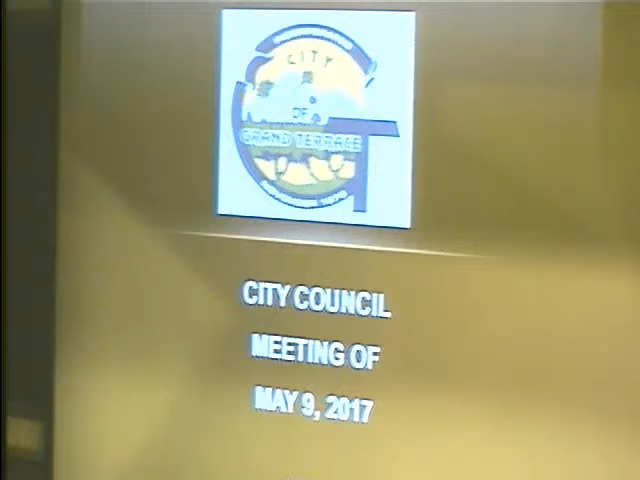 CITY
OF
GRAND TERRACE
CITY COUNCIL
MEETING OF
MAY 9, 2017